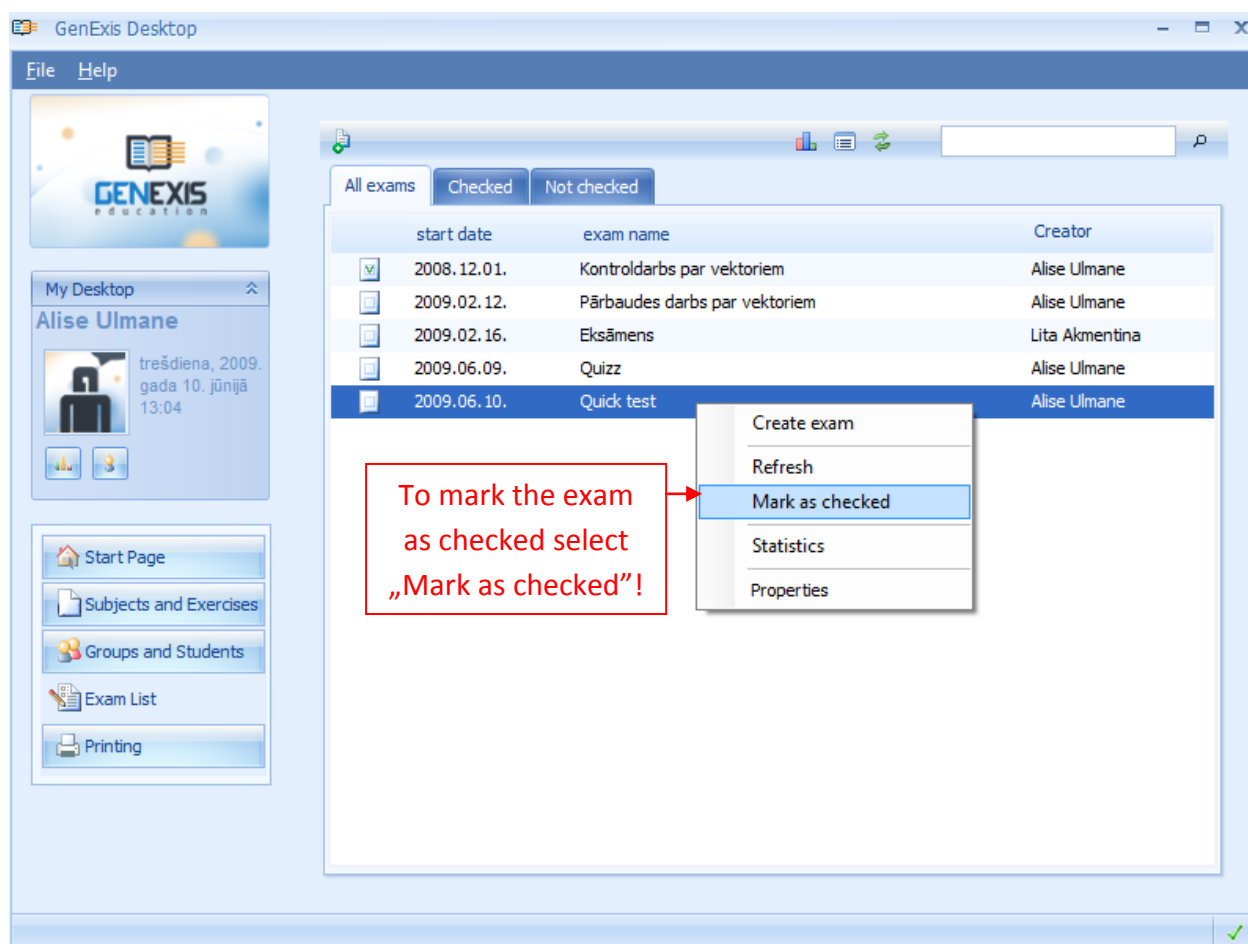 GenExis Desktop
File Help
GENEXIS
education
All exams Checked Not checked
start date exam name Creator
2008.12.01. Kontroldarbs par vektoriem Alise Ulmane
2009.02.12. Pārbaudes darbs par vektoriem Alise Ulmane
2009.02.16. Eksāmens Lita Akmentina
2009.06.09. Quizz Alise Ulmane
2009.06.10. Quick test Alise Ulmane
My Desktop
Alise Ulmane
trešdiena, 2009.
gada 10. jūnijā
13:04
Create exam
Refresh
Mark as checked
Statistics
Properties
To mark the exam
as checked select
„Mark as checked”!
Start Page
Subjects and Exercises
Groups and Students
Exam List
Printing